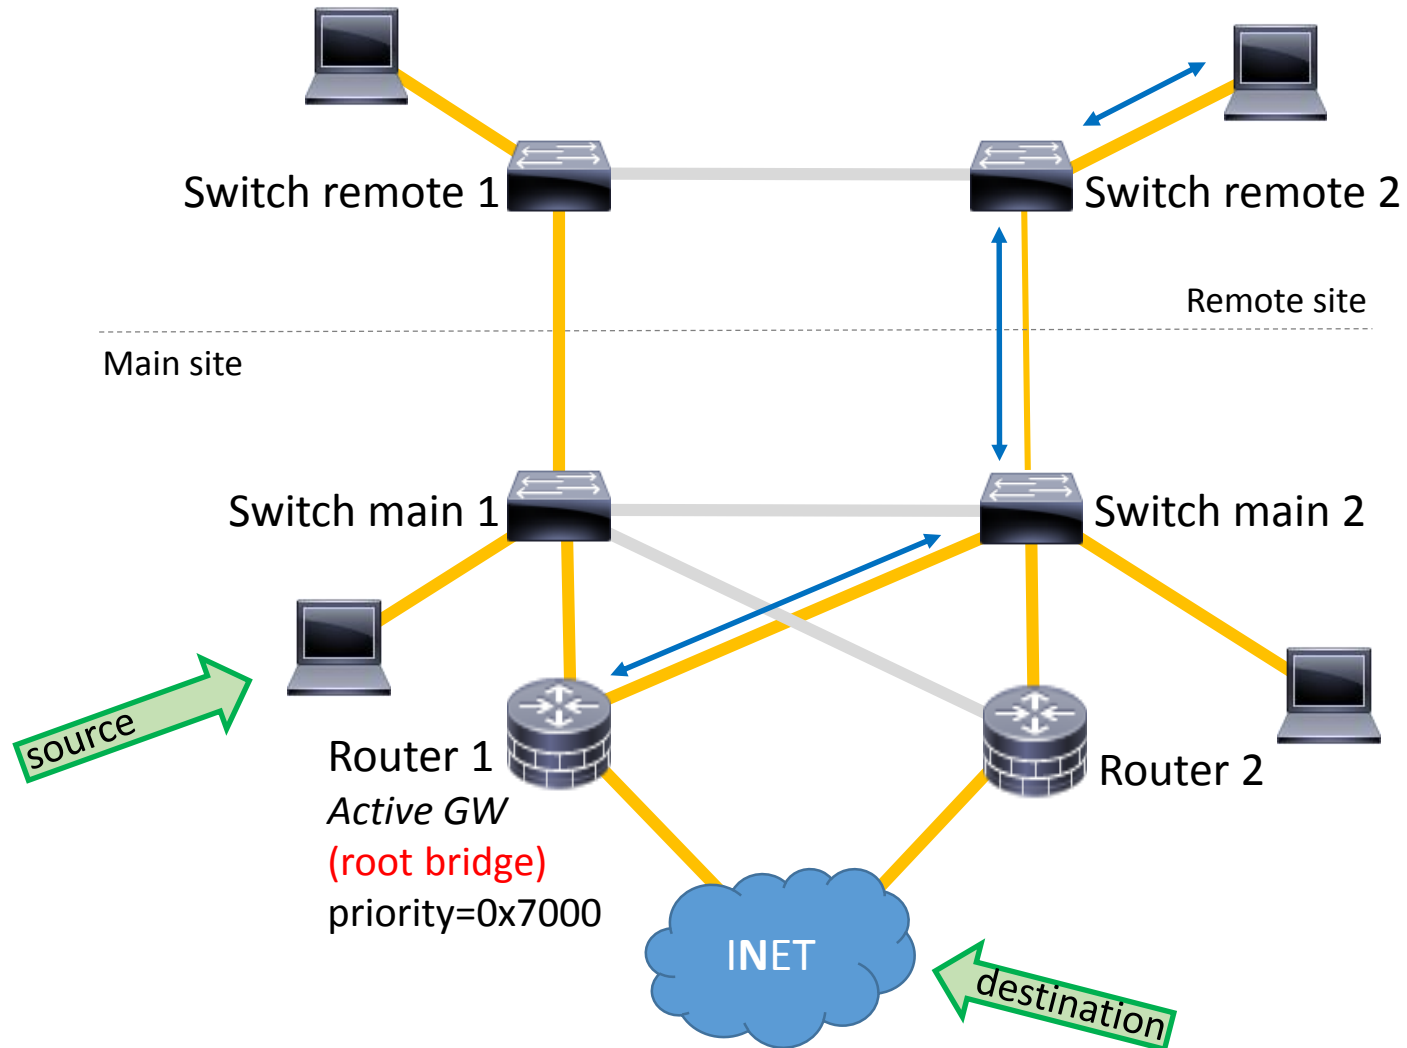 Switch remote 1
Switch remote 2
Remote site
Main site
Switch main 1
Switch main 2
source
Router 1
Active GW
(root bridge)
priority=0x7000
Router 2
INET
destination